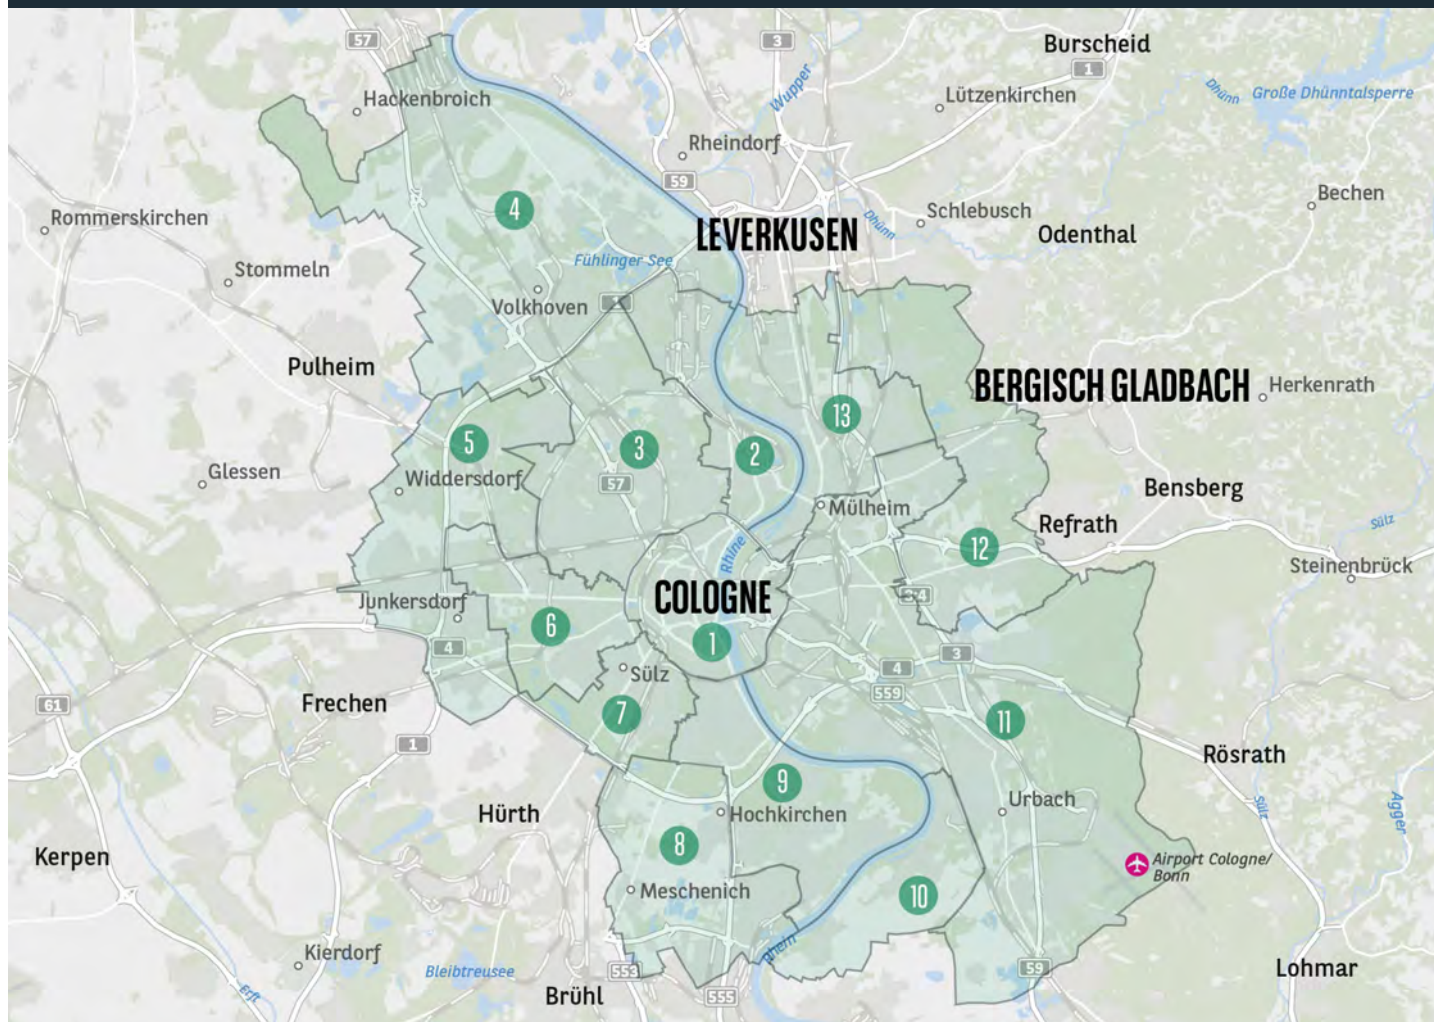 57
3
Burscheid
1
Hackenbroich
Wupper
Lützenkirchen
Dhünn
Große Dhünntalsperre
Rheindorf
59
Bechen
4
Rommerskirchen
Schlebusch
Dhünn
LEVERKUSEN
Odenthal
Fühlinger See
Stommeln
Volkhoven
Pulheim
BERGISCH GLADBACH
Herkenrath
13
5
3
2
Glessen
Widdersdorf
57
Bensberg
Mülheim
Refrath
Sülz
12
Rhine
Steinenbrück
COLOGNE
Junkersdorf
6
1
4
3
Sülz
4
559
61
Frechen
7
11
1
Rösrath
9
Urbach
Sülz
Agger
Hürth
Hochkirchen
8
Kerpen
Airport Cologne/
Bonn
Meschenich
10
Rhein
Kierdorf
Bleibtreusee
553
59
Lohmar
Erft
Brühl
555